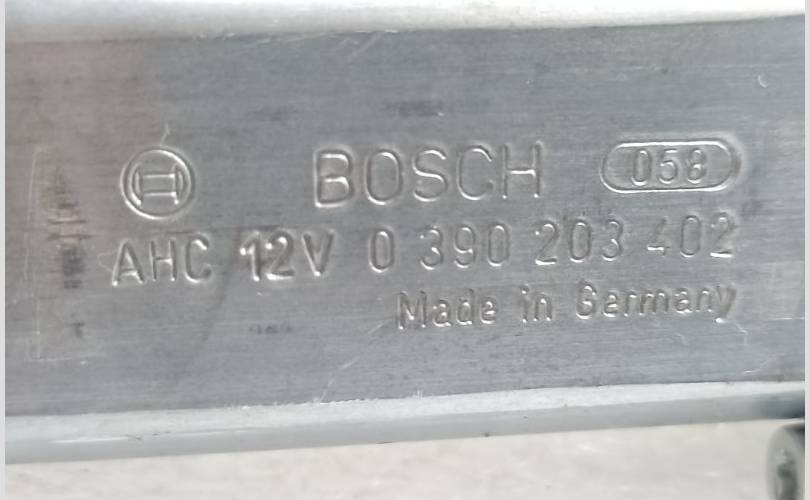 BOSCH 058
AHC 12V 0 390 203 402
Made in Germany